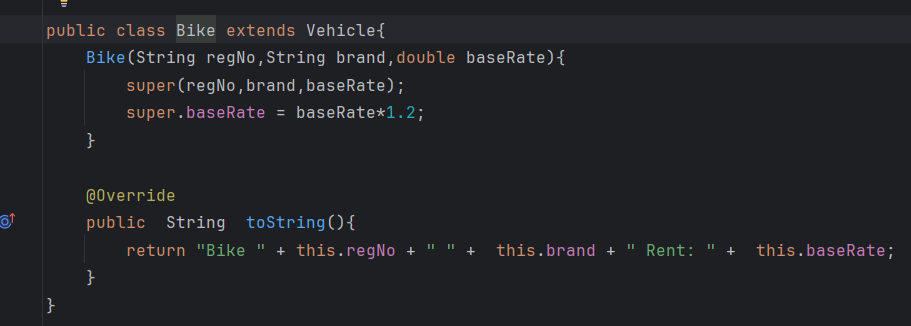 public class Bike extends Vehicle{
    Bike(String regNo,String brand,double baseRate){
        super(regNo,brand,baseRate);
        super.baseRate = baseRate*1.2;
    }

    @Override
    public  String  toString(){
        return "Bike " + this.regNo + " " +  this.brand + " Rent: " +  this.baseRate;
    }
}